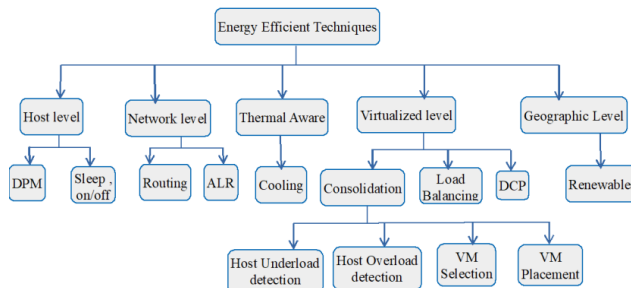 Energy Efficient Techniques
Host level
Network level
Thermal Aware
Virtualized level
Geographic Level
DPM
Sleep ,
on/off
Routing
ALR
Cooling
Consolidation
Load
Balancing
DCP
Renewable
Host Underload
detection
Host Overload
detection
VM
Selection
VM
Placement